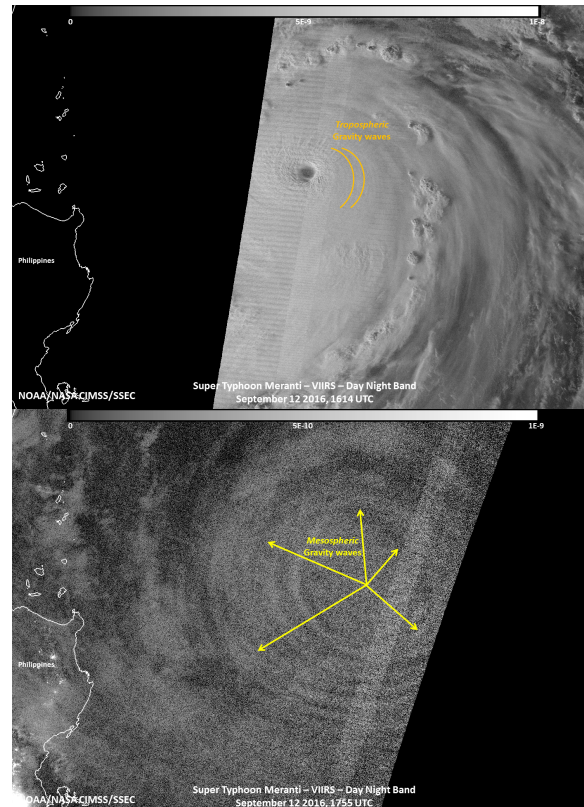 0 5E-9 1E-8
Tropospheric
Gravity waves
Philippines
Super Typhoon Meranti – VIIRS – Day Night Band
NOAA/NASA/CIMSS/SSEC
September 12 2016, 1614 UTC
0 5E-10 1E-9
Mesospheric
Gravity waves
Philippines
Super Typhoon Meranti – VIIRS – Day Night Band
NOAA/NASA/CIMSS/SSEC
September 12 2016, 1755 UTC